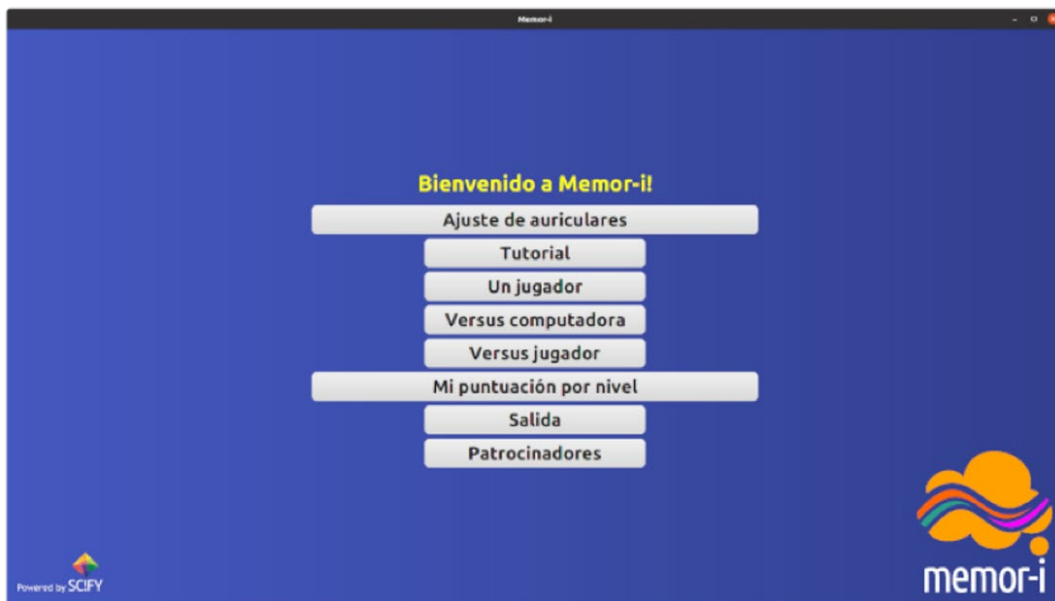 Memor-i
Bienvenido a Memor-i!
Ajuste de auriculares
Tutorial
Un jugador
Versus computadora
Versus jugador
Mi puntuación por nivel
Salida
Patrocinadores
Powered by SCIFY
memor-i